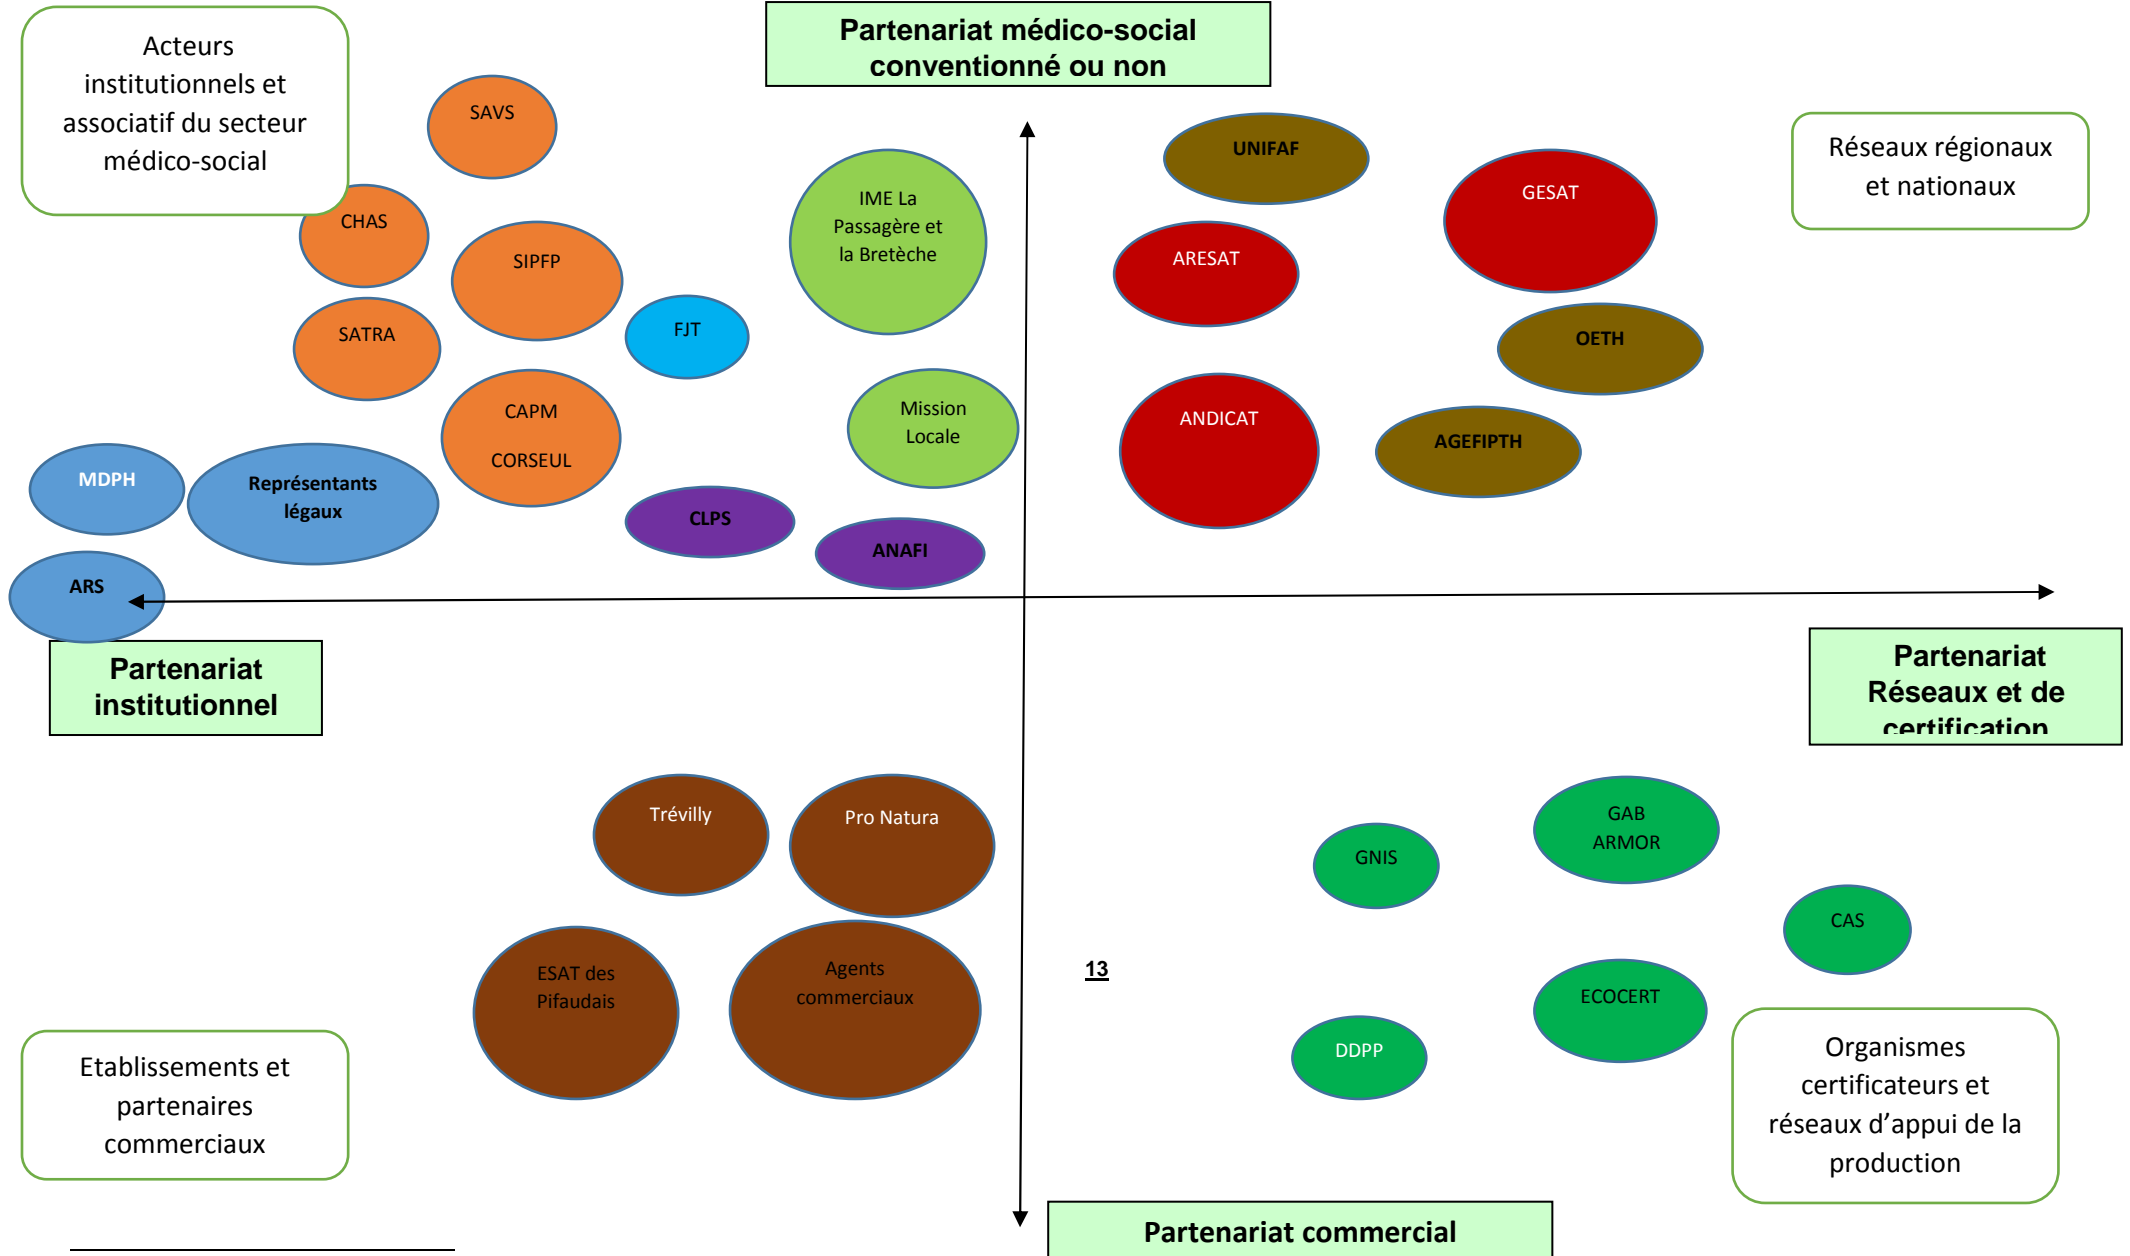 Partenariat médico-social
conventionné ou non
Acteurs
institutionnels et
associatif du secteur
médico-social
Réseaux régionaux
et nationaux
SAVS
CHAS
SIPFP
SATRA
FJT
CAPM
CORSEUL
IME La
Passagère et
la Bretèche
Mission
Locale
MDPH
Représentants
légaux
ARS
CLPS
ANAFI
UNIFAF
GESAT
ARESAT
OETH
ANDICAT
AGEFIPTH
Partenariat
institutionnel
Partenariat
Réseaux et de
certification
Trévilly
Pro Natura
ESAT des
Pifaudais
Agents
commerciaux
13
GNIS
GAB
ARMOR
CAS
ECOCERT
DDPP
Etablissements et
partenaires
commerciaux
Organismes
certificateurs et
réseaux d’appui de la
production
Partenariat commercial